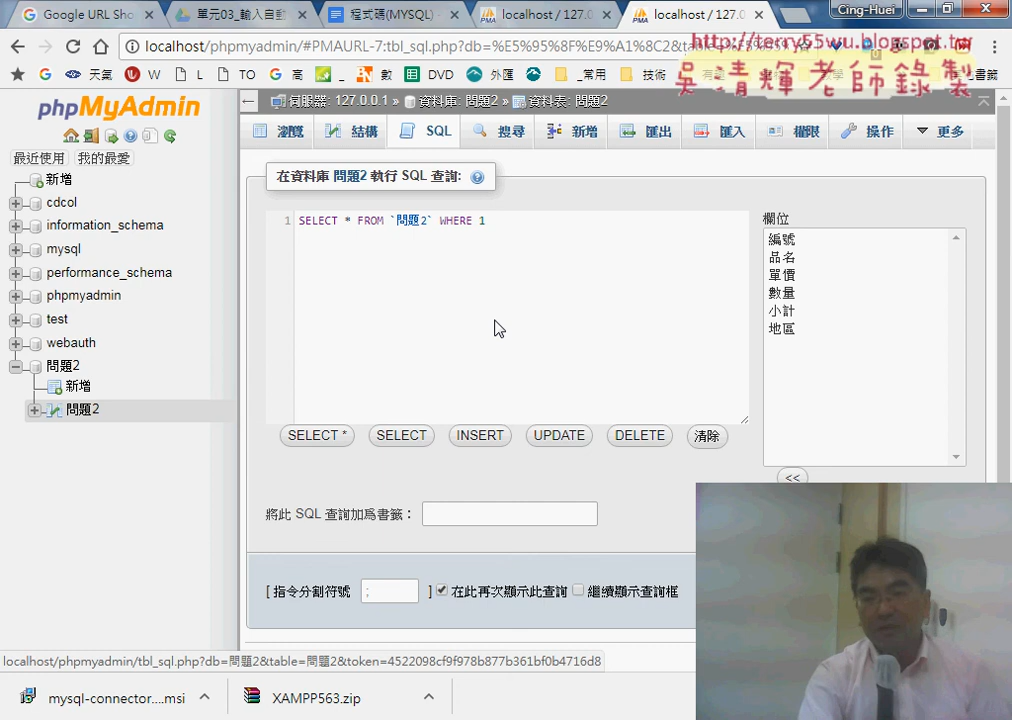 Google URL Sho
單元03_輸入自動
程式碼(MYSQL)
localhost / 127.0.
localhost / 127.0.
Cing-Huei
localhost/phpmyadmin/#PMAURL-7:tbl_sql.php?db=%E5%95%8F%E9%A1%8C2&table
http://terry55wu.blogspot.tw
吳清輝老師錄製
天氣
W
L
TO
高
_
數
DVD
外匯
_常用
技術
phpMyAdmin
最近使用
我的最愛
新增
cdcol
information_schema
mysql
performance_schema
phpmyadmin
test
webauth
問題2
新增
問題2
伺服器: 127.0.0.1 » 資料庫: 問題2 » 資料表: 問題2
瀏覽
結構
SQL
搜尋
新增
匯出
匯入
權限
操作
更多
在資料庫 問題2 執行 SQL 查詢:
1 SELECT * FROM `問題2` WHERE 1
欄位
編號
品名
單價
數量
小計
地區
SELECT *
SELECT
INSERT
UPDATE
DELETE
清除
<<
將此 SQL 查詢加為書籤：
[ 指令分割符號 ; ] 在此再次顯示此查詢 繼續顯示查詢框
localhost/phpmyadmin/tbl_sql.php?db=問題2&table=問題2&token=4522098cf9f978b877b361bf0b4716d8
mysql-connector....msi
XAMPP563.zip